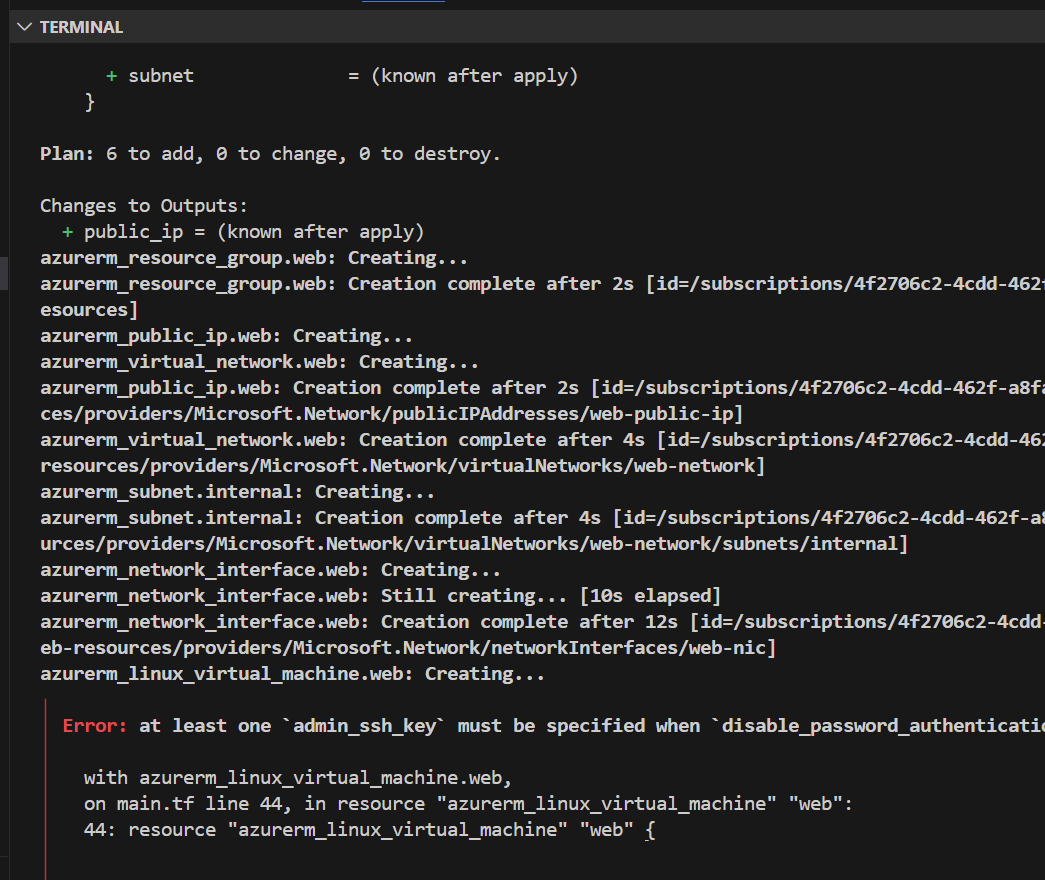 TERMINAL
+ subnet = (known after apply)
}
Plan: 6 to add, 0 to change, 0 to destroy.
Changes to Outputs:
+ public_ip = (known after apply)
azurerm_resource_group.web: Creating...
azurerm_resource_group.web: Creation complete after 2s [id=/subscriptions/4f2706c2-4cdd-462f
esources]
azurerm_public_ip.web: Creating...
azurerm_virtual_network.web: Creating...
azurerm_public_ip.web: Creation complete after 2s [id=/subscriptions/4f2706c2-4cdd-462f-a8fa
ces/providers/Microsoft.Network/publicIPAddresses/web-public-ip]
azurerm_virtual_network.web: Creation complete after 4s [id=/subscriptions/4f2706c2-4cdd-462
resources/providers/Microsoft.Network/virtualNetworks/web-network]
azurerm_subnet.internal: Creating...
azurerm_subnet.internal: Creation complete after 4s [id=/subscriptions/4f2706c2-4cdd-462f-a8
urces/providers/Microsoft.Network/virtualNetworks/web-network/subnets/internal]
azurerm_network_interface.web: Creating...
azurerm_network_interface.web: Still creating... [10s elapsed]
azurerm_network_interface.web: Creation complete after 12s [id=/subscriptions/4f2706c2-4cdd-
eb-resources/providers/Microsoft.Network/networkInterfaces/web-nic]
azurerm_linux_virtual_machine.web: Creating...
Error: at least one `admin_ssh_key` must be specified when `disable_password_authenticatio
with azurerm_linux_virtual_machine.web,
on main.tf line 44, in resource "azurerm_linux_virtual_machine" "web":
44: resource "azurerm_linux_virtual_machine" "web" {